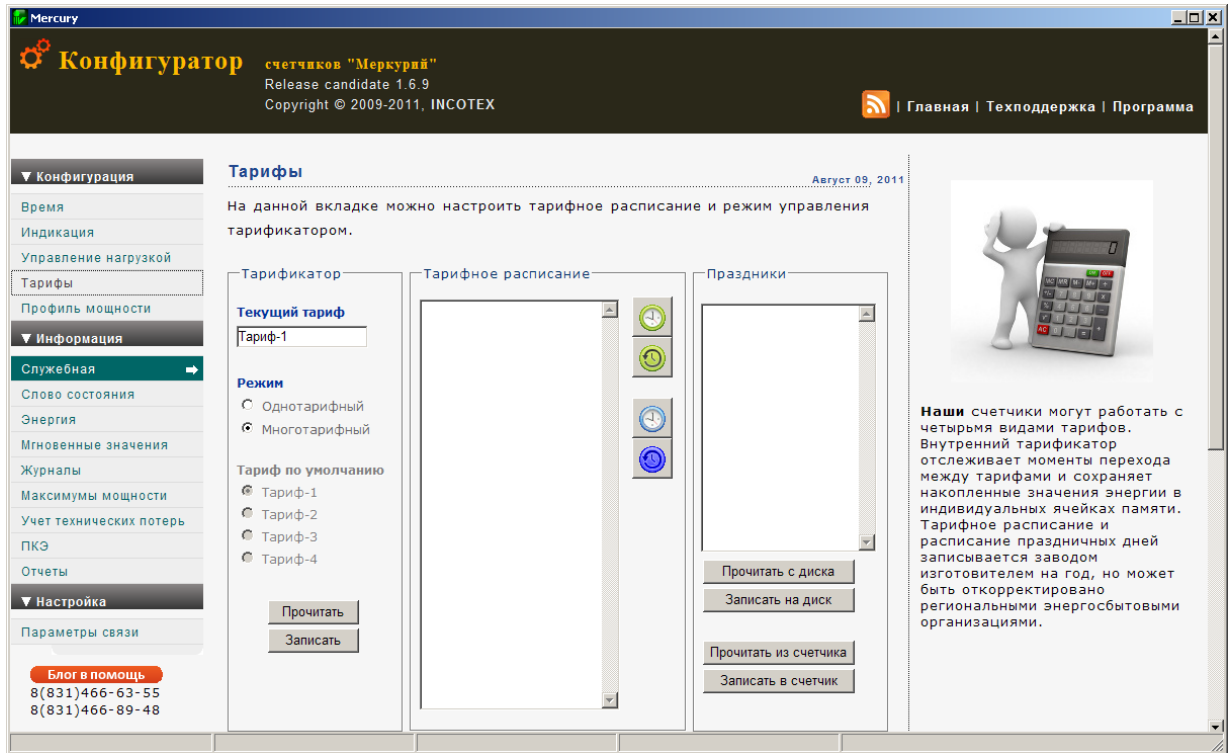 Mercury
Конфигуратор
счетчиков "Меркурий"
Release candidate 1.6.9
Copyright © 2009-2011, INCOTEX
| Главная | Техподдержка | Программа
▼ Конфигурация
Время
Индикация
Управление нагрузкой
Тарифы
Профиль мощности
▼ Информация
Служебная
Слово состояния
Энергия
Мгновенные значения
Журналы
Максимумы мощности
Учет технических потерь
ПКЭ
Отчеты
▼ Настройка
Параметры связи
Блог в помощь
8(831)466-63-55
8(831)466-89-48
Тарифы
Август 09, 2011
На данной вкладке можно настроить тарифное расписание и режим управления
тарификатором.
Тарификатор
Текущий тариф
Тариф-1
Режим
Однотарифный
Многотарифный
Тариф по умолчанию
Тариф-1
Тариф-2
Тариф-3
Тариф-4
Прочитать
Записать
Тарифное расписание
Праздники
Прочитать с диска
Записать на диск
Прочитать из счетчика
Записать в счетчик
Наши счетчики могут работать с
четырьмя видами тарифов.
Внутренний тарификатор
отслеживает моменты перехода
между тарифами и сохраняет
накопленные значения энергии в
индивидуальных ячейках памяти.
Тарифное расписание и
расписание праздничных дней
записывается заводом
изготовителем на год, но может
быть откорректировано
региональными энергосбытовыми
организациями.